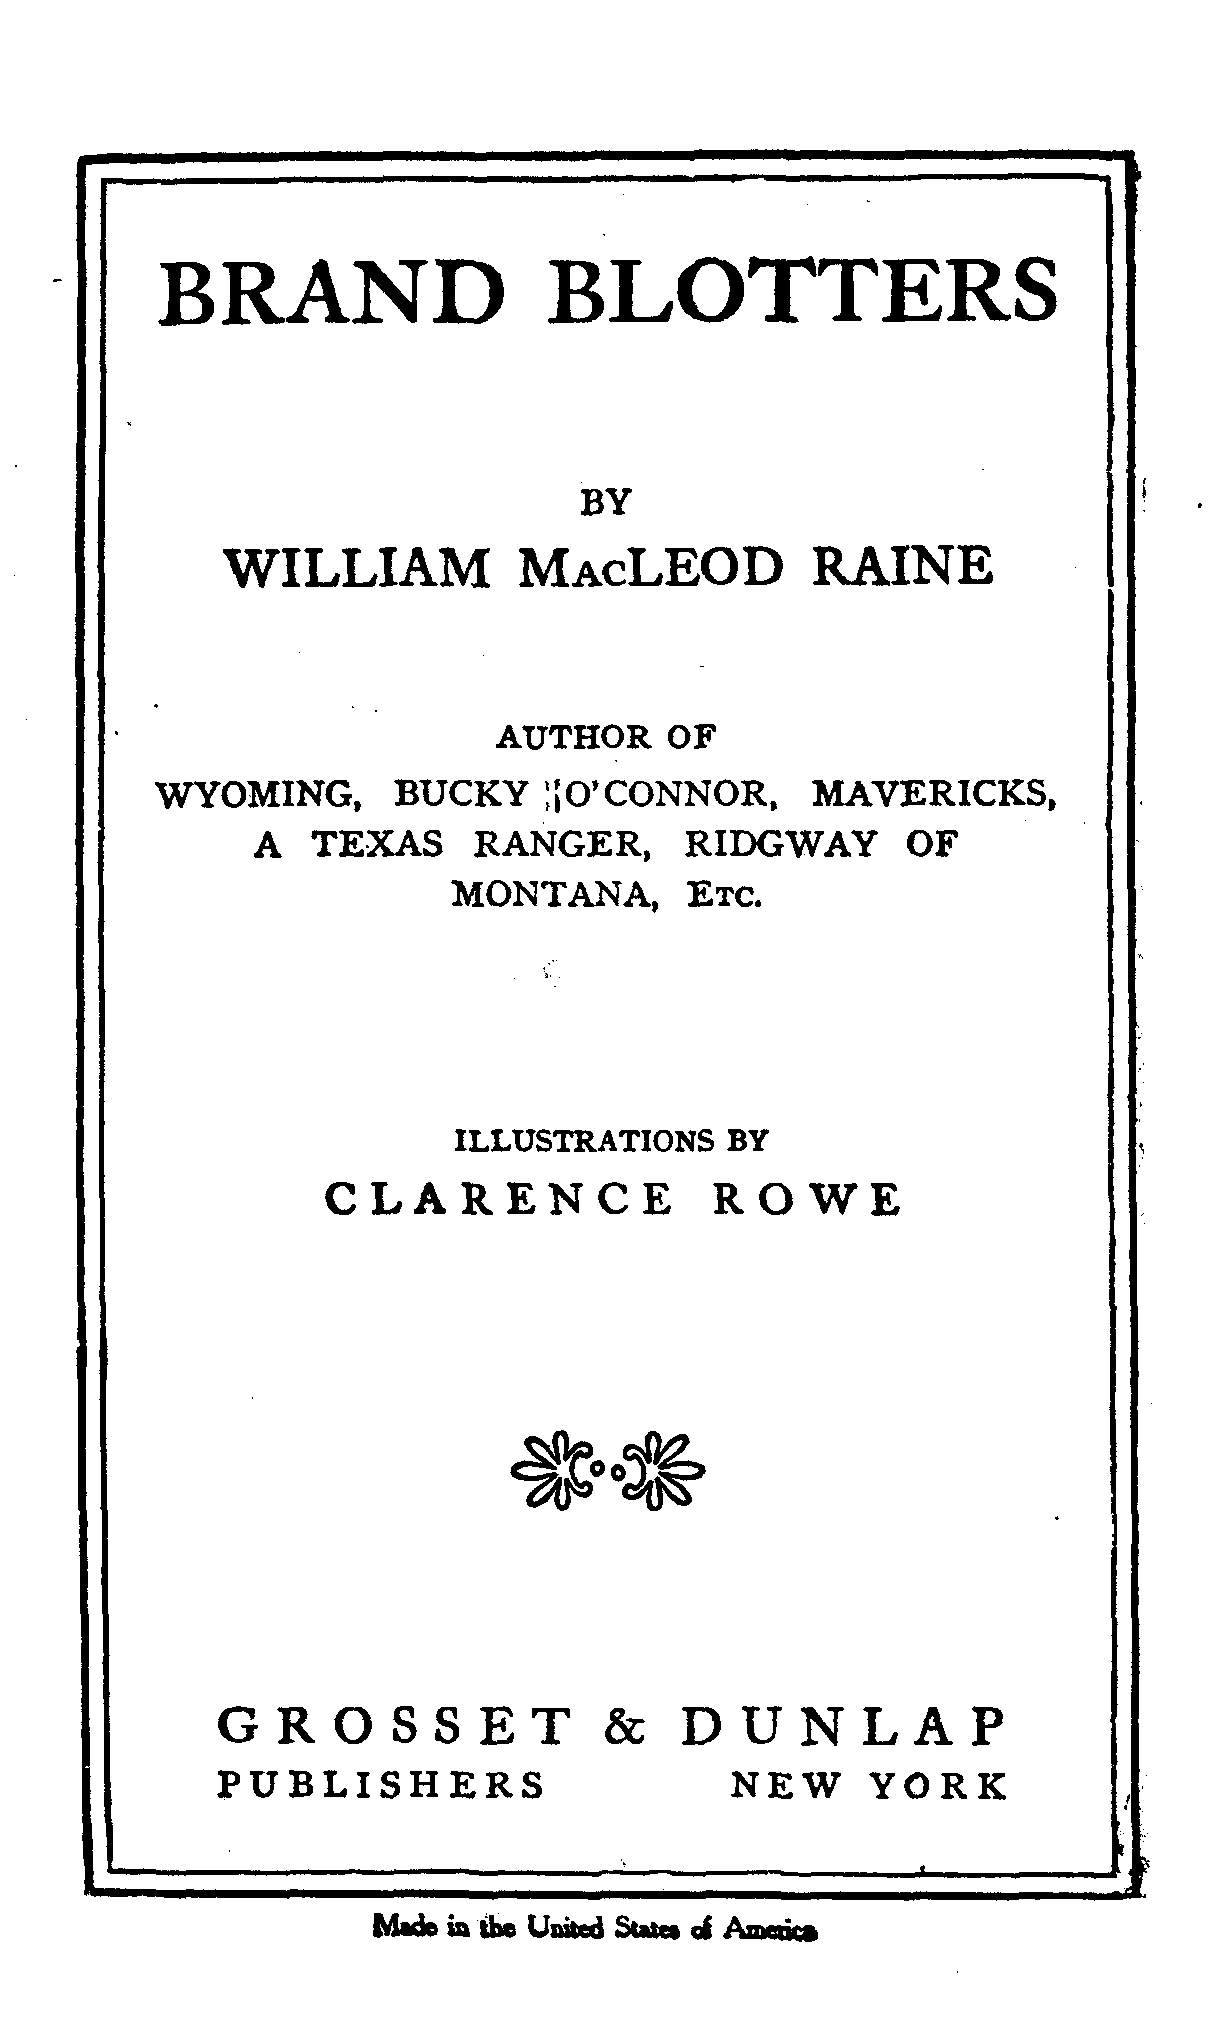 BRAND BLOTTERS
BY
WILLIAM MACLEOD RAINE
AUTHOR OF
WYOMING, BUCKY O'CONNOR, MAVERICKS,
A TEXAS RANGER, RIDGWAY OF
MONTANA, ETC.
ILLUSTRATIONS BY
CLARENCE ROWE
GROSSET & DUNLAP
PUBLISHERS NEW YORK
Made in the United States of America